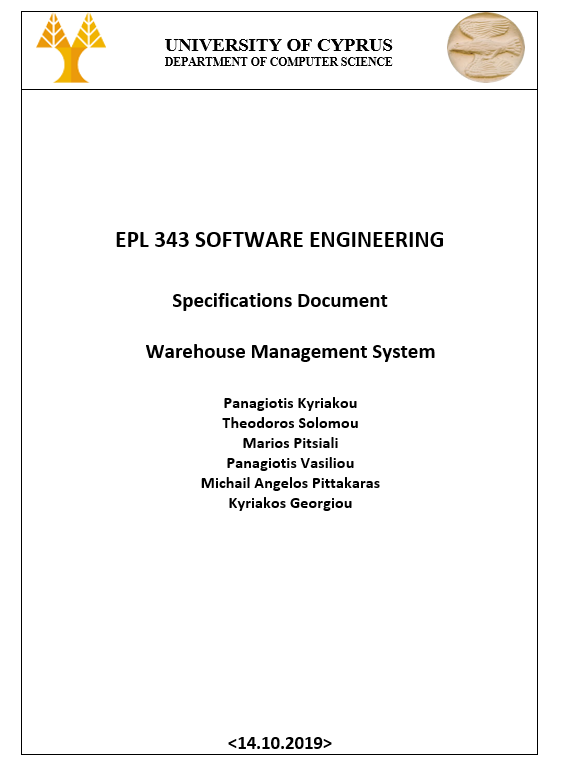 UNIVERSITY OF CYPRUS
DEPARTMENT OF COMPUTER SCIENCE
EPL 343 SOFTWARE ENGINEERING
Specifications Document
Warehouse Management System
Panagiotis Kyriakou
Theodoros Solomou
Marios Pitsiali
Panagiotis Vasiliou
Michail Angelos Pittakaras
Kyriakos Georgiou
<14.10.2019>